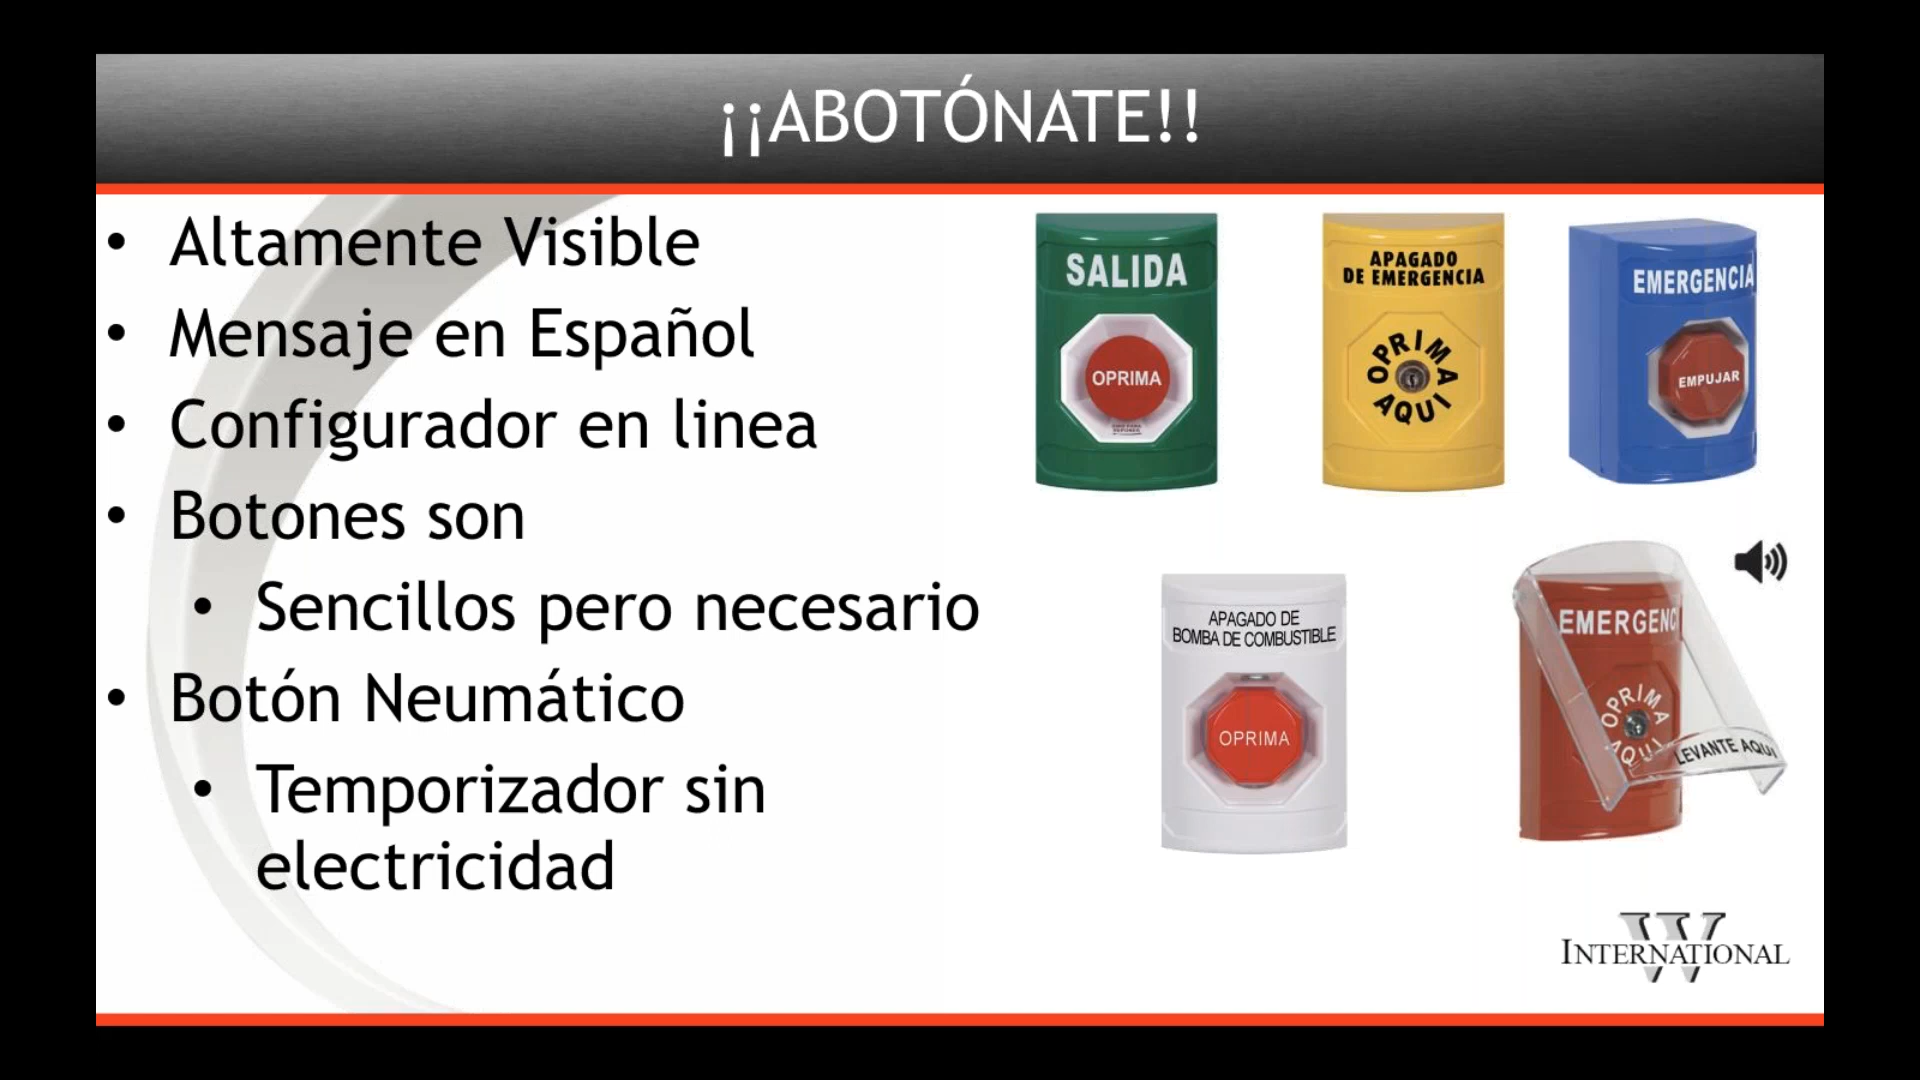 ¡¡ABOTÓNATE!!
• Altamente Visible
• Mensaje en Español
• Configurador en linea
• Botones son
• Sencillos pero necesario
• Botón Neumático
• Temporizador sin
electricidad
SALIDA
OPRIMA
APAGADO
DE EMERGENCIA
OPRIMA
AQUI
EMERGENCIA
EMPUJAR
APAGADO DE
BOMBA DE COMBUSTIBLE
OPRIMA
EMERGENCI
OPRIMA
AQUI
LEVANTE AQUI
W
INTERNATIONAL